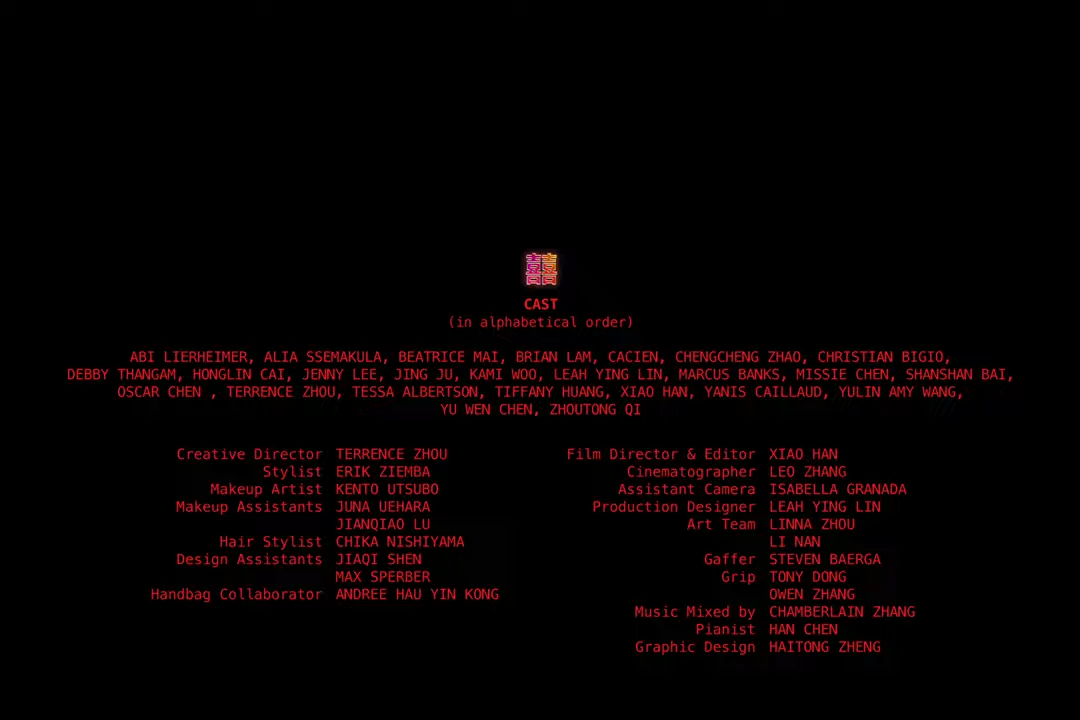 囍
CAST
(in alphabetical order)
ABI LIERHEIMER, ALIA SSEMAKULA, BEATRICE MAI, BRIAN LAM, CACIEN, CHENGCHENG ZHAO, CHRISTIAN BIGIO,
DEBBY THANGAM, HONGLIN CAI, JENNY LEE, JING JU, KAMI WOO, LEAH YING LIN, MARCUS BANKS, MISSIE CHEN, SHANSHAN BAI,
OSCAR CHEN , TERRENCE ZHOU, TESSA ALBERTSON, TIFFANY HUANG, XIAO HAN, YANIS CAILLAUD, YULIN AMY WANG,
YU WEN CHEN, ZHOUTONG QI
Creative Director TERRENCE ZHOU
Stylist ERIK ZIEMBA
Makeup Artist KENTO UTSUBO
Makeup Assistants JUNA UEHARA
JIANQIAO LU
Hair Stylist CHIKA NISHIYAMA
Design Assistants JIAQI SHEN
MAX SPERBER
Handbag Collaborator ANDREE HAU YIN KONG
Film Director & Editor XIAO HAN
Cinematographer LEO ZHANG
Assistant Camera ISABELLA GRANADA
Production Designer LEAH YING LIN
Art Team LINNA ZHOU
LI NAN
Gaffer STEVEN BAERGA
Grip TONY DONG
OWEN ZHANG
Music Mixed by CHAMBERLAIN ZHANG
Pianist HAN CHEN
Graphic Design HAITONG ZHENG